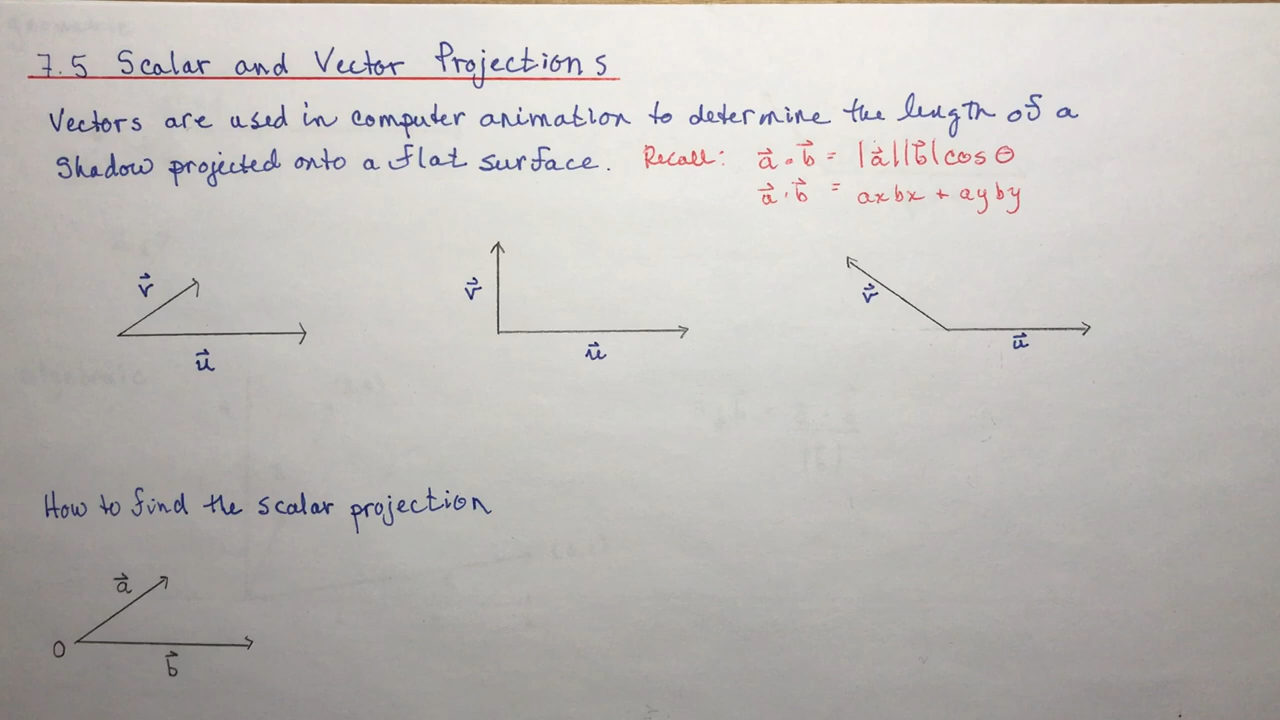 7.5 Scalar and Vector Projections
Vectors are used in computer animation to determine the length of a
Shadow projected onto a flat surface. Recall: a⃗ · b⃗ = |a⃗||b⃗|cos θ
a⃗ · b⃗ = axbx + ayby
v⃗
u⃗
v⃗
u⃗
v⃗
u⃗
How to find the scalar projection
a⃗
O
b⃗